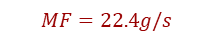 MF = 22.4g/s